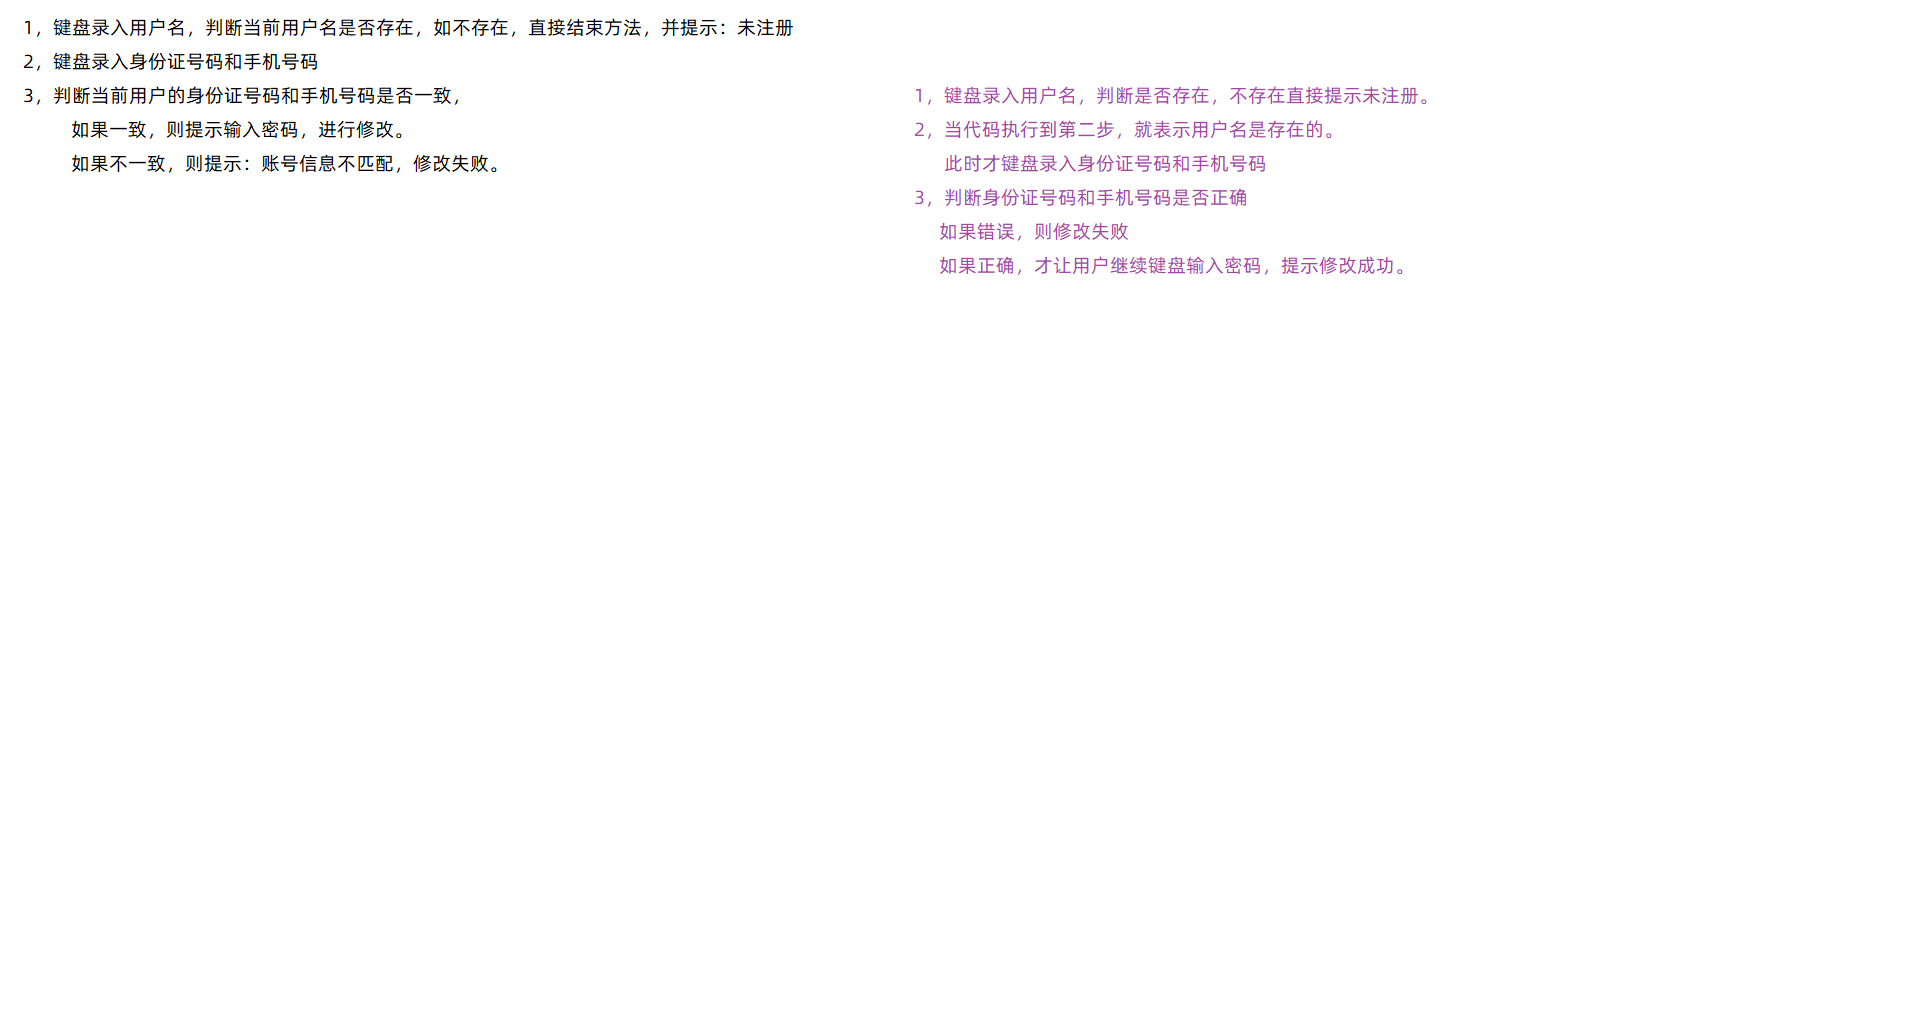 1，键盘录入用户名，判断当前用户名是否存在，如不存在，直接结束方法，并提示：未注册
2，键盘录入身份证号码和手机号码
3，判断当前用户的身份证号码和手机号码是否一致，
如果一致，则提示输入密码，进行修改。
如果不一致，则提示：账号信息不匹配，修改失败。
1，键盘录入用户名，判断是否存在，不存在直接提示未注册。
2，当代码执行到第二步，就表示用户名是存在的。
此时才键盘录入身份证号码和手机号码
3，判断身份证号码和手机号码是否正确
如果错误，则修改失败
如果正确，才让用户继续键盘输入密码，提示修改成功。